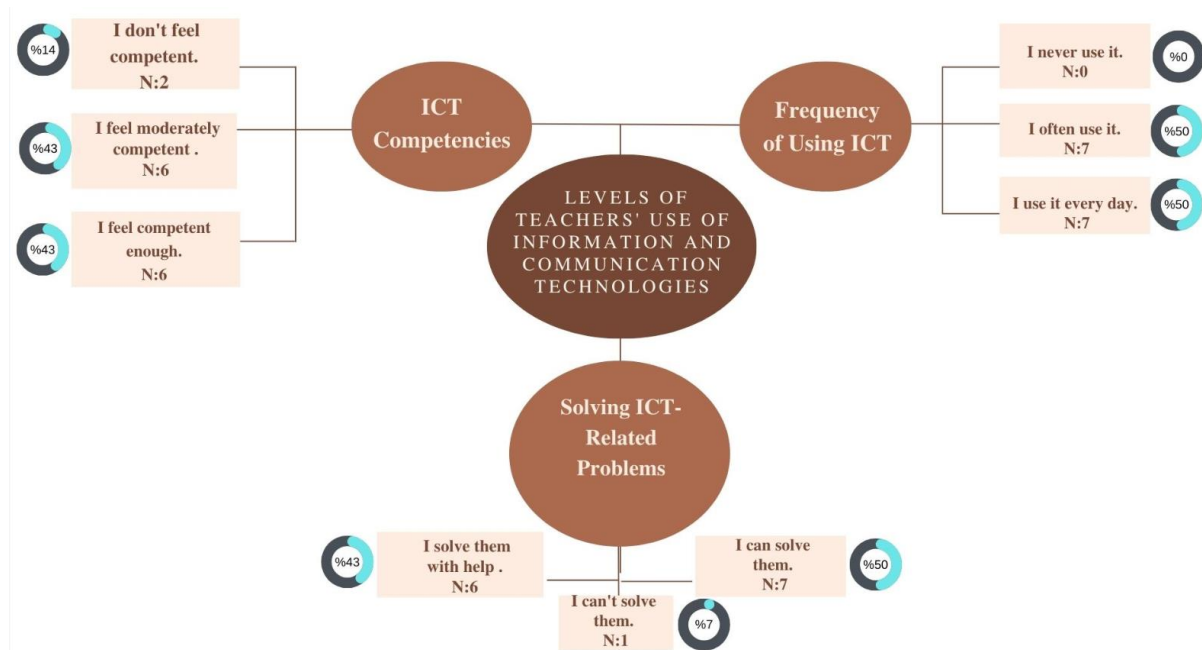 %14
I don't feel
competent.
N:2
%43
I feel moderately
competent .
N:6
%43
I feel competent
enough.
N:6
ICT
Competencies
Frequency
of Using ICT
I never use it.
N:0
%0
I often use it.
N:7
%50
I use it every day.
N:7
%50
LEVELS OF
TEACHERS' USE OF
INFORMATION AND
COMMUNICATION
TECHNOLOGIES
Solving ICT-
Related
Problems
%43
I solve them
with help .
N:6
I can't solve
them.
N:1
%7
I can solve
them.
N:7
%50